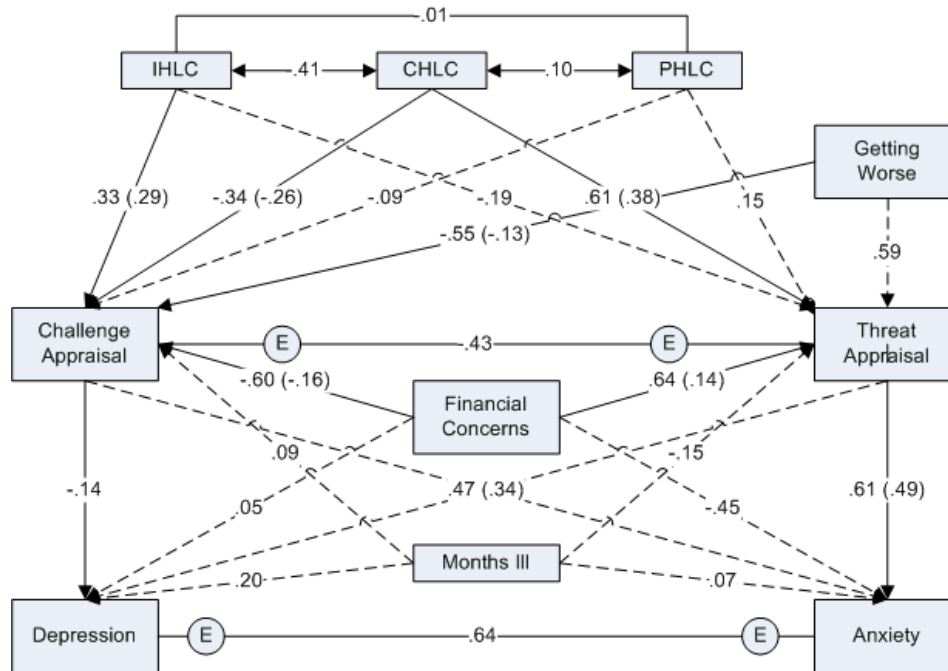 -.01
IHLC
-.41
CHLC
.10
PHLC
Getting
Worse
.33 (.29)
-.34 (-.26)
-.09
-.19
.61 (.38)
.15
-.55 (-.13)
.59
Challenge
Appraisal
E
-.43
E
Threat
Appraisal
-.60 (-.16)
Financial
Concerns
.64 (.14)
.09
-.15
-.14
.05
.47 (.34)
-.45
.61 (.49)
Months Ill
.20
.07
Depression
E
.64
E
Anxiety